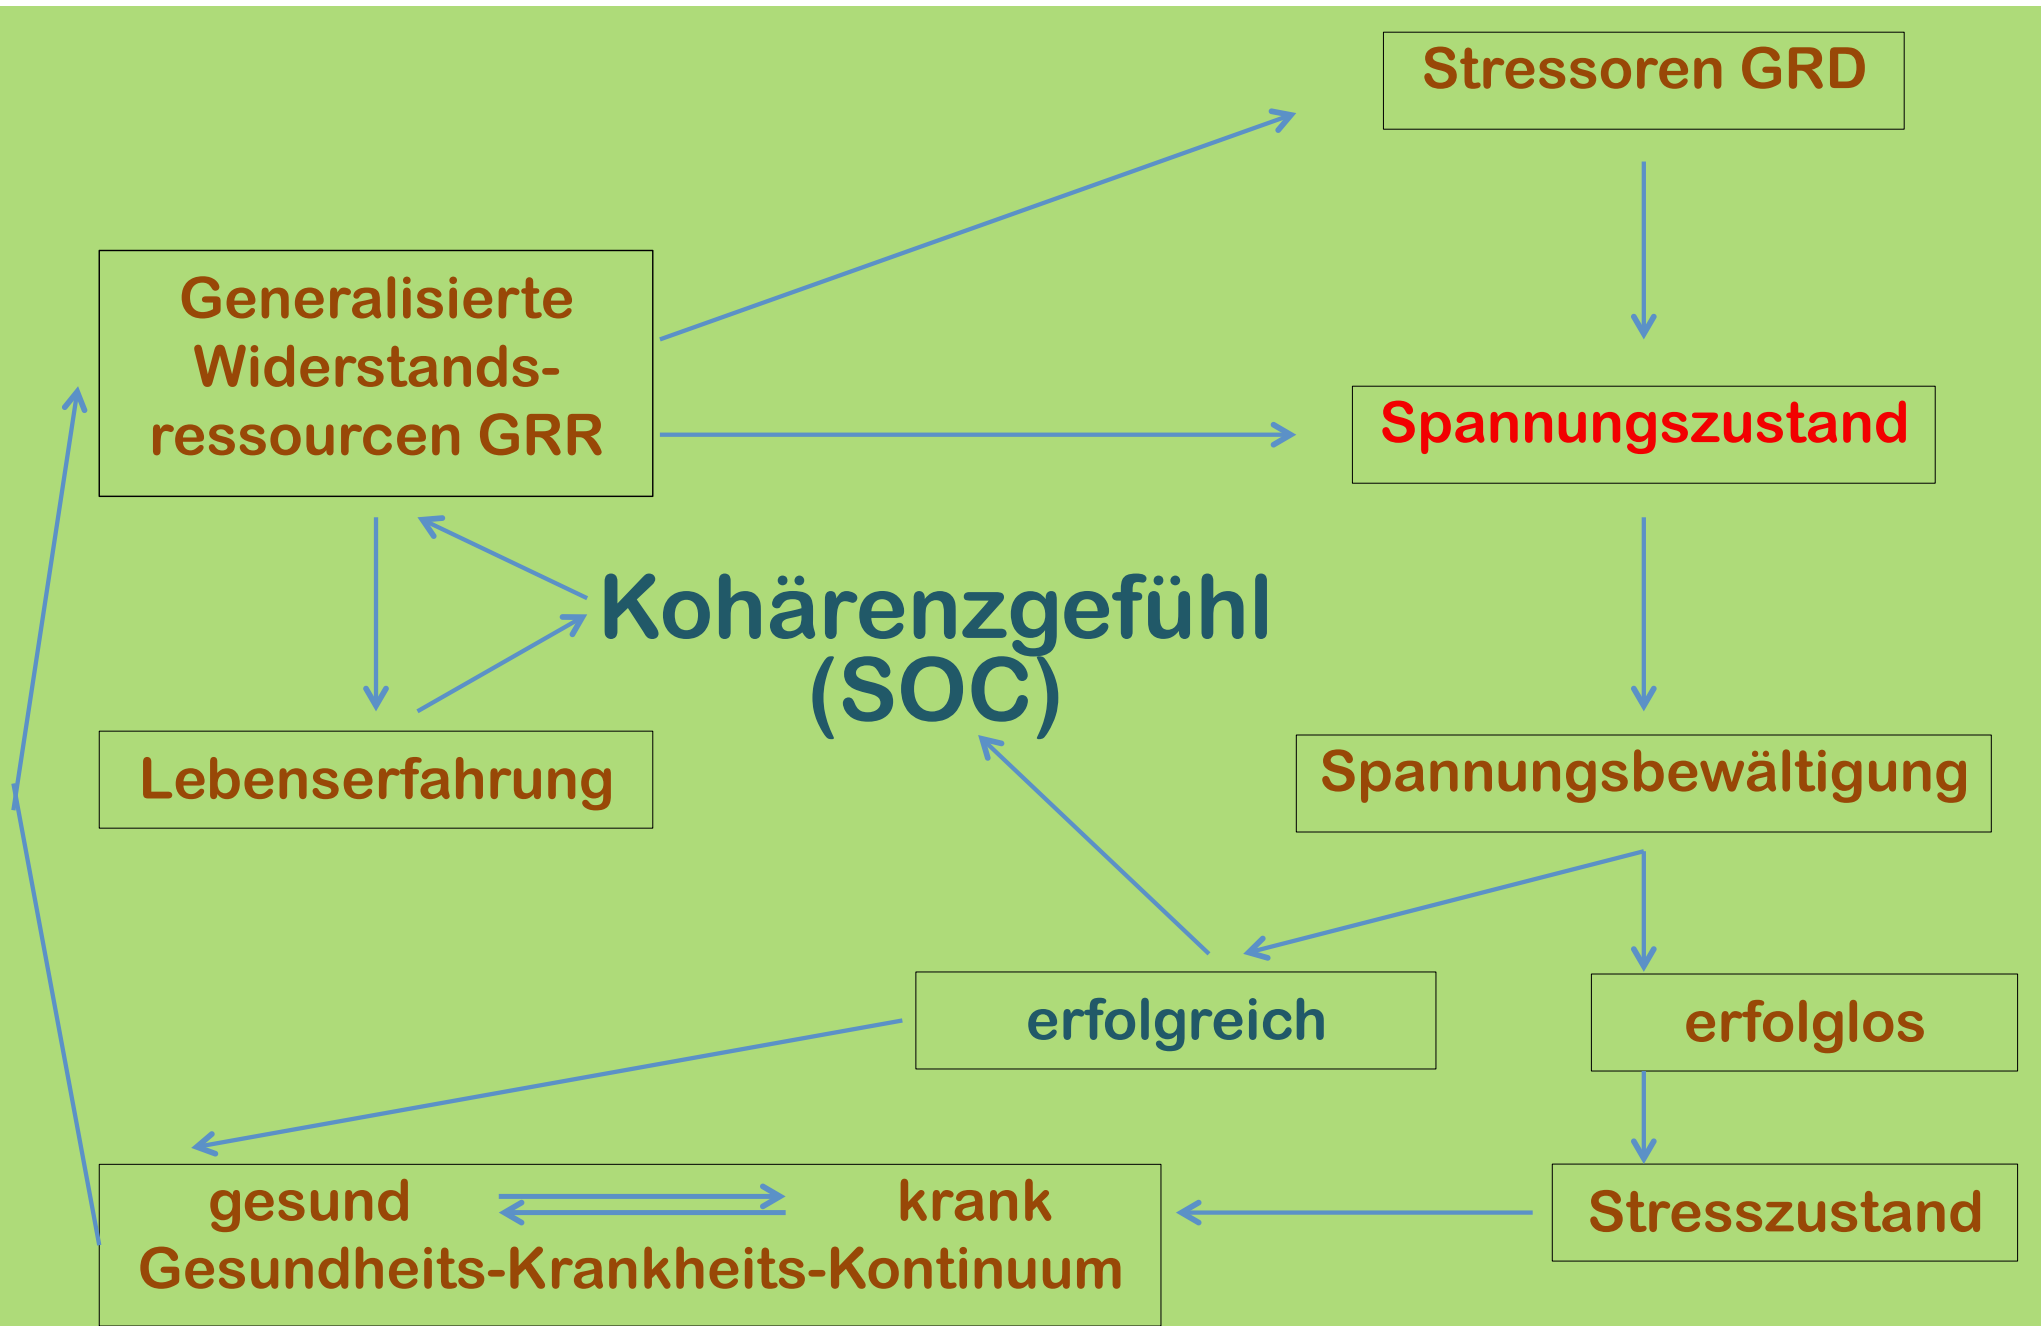 Stressoren GRD
Generalisierte
Widerstands-
ressourcen GRR
Spannungszustand
Kohärenzgefühl
(SOC)
Lebenserfahrung
Spannungsbewältigung
erfolgreich
erfolglos
gesund
krank
Gesundheits-Krankheits-Kontinuum
Stresszustand